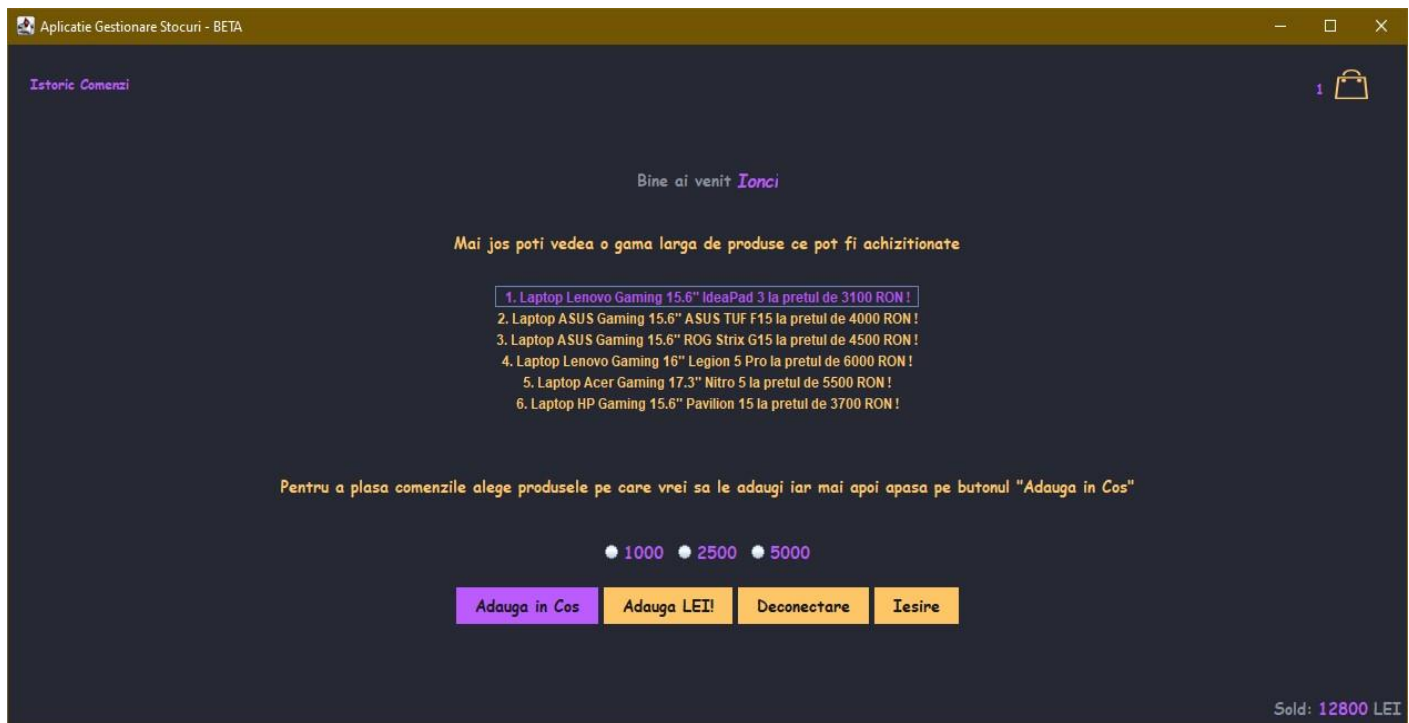 Aplicatie Gestionare Stocuri - BETA
Istoric Comenzi
1
Bine ai venit Ionci
Mai jos poti vedea o gama larga de produse ce pot fi achizitionate
1. Laptop Lenovo Gaming 15.6" IdeaPad 3 la pretul de 3100 RON !
2. Laptop ASUS Gaming 15.6" ASUS TUF F15 la pretul de 4000 RON !
3. Laptop ASUS Gaming 15.6" ROG Strix G15 la pretul de 4500 RON !
4. Laptop Lenovo Gaming 16" Legion 5 Pro la pretul de 6000 RON !
5. Laptop Acer Gaming 17.3" Nitro 5 la pretul de 5500 RON !
6. Laptop HP Gaming 15.6" Pavilion 15 la pretul de 3700 RON !
Pentru a plasa comenzile alege produsele pe care vrei sa le adaugi iar mai apoi apasa pe butonul "Adauga in Cos"
1000 2500 5000
Adauga in Cos Adauga LEI! Deconectare Iesire
Sold: 12800 LEI